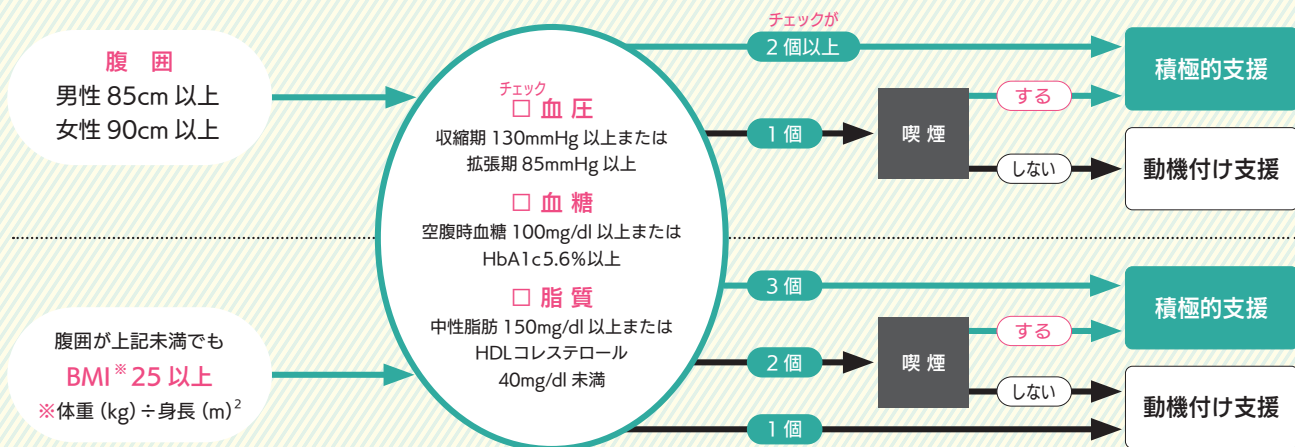 腹 囲
男性 85cm 以上
女性 90cm 以上
チェック
□ 血 圧
収縮期 130mmHg 以上または
拡張期 85mmHg 以上
□ 血 糖
空腹時血糖 100mg/dl 以上または
HbA1c5.6%以上
□ 脂 質
中性脂肪 150mg/dl 以上または
HDLコレステロール
40mg/dl 未満
チェックが
2 個以上
1 個
喫 煙
する
しない
積極的支援
動機付け支援
腹囲が上記未満でも
BMI※ 25 以上
※体重 (kg) ÷ 身長 (m)²
3 個
2 個
喫 煙
する
しない
1 個
積極的支援
動機付け支援